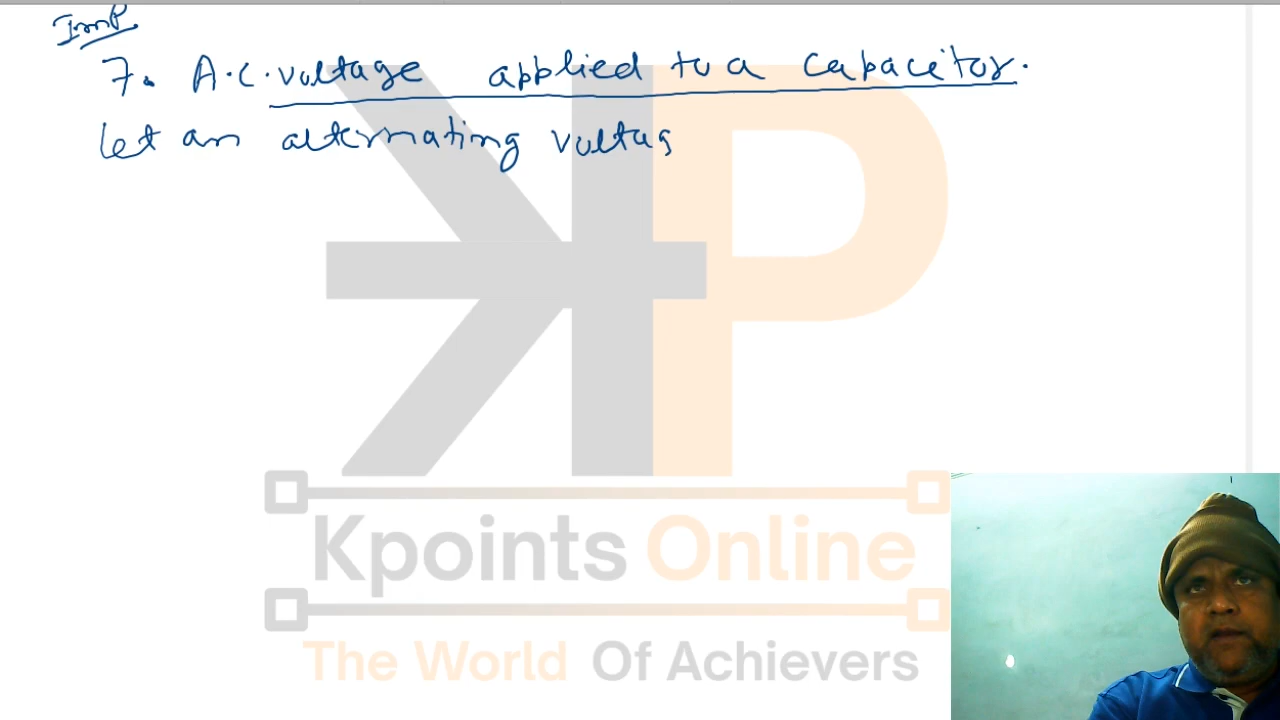 Imp.
7. A.C. voltage applied to a capacitor.
let an alternating voltag
Kpoints Online
The World Of Achievers